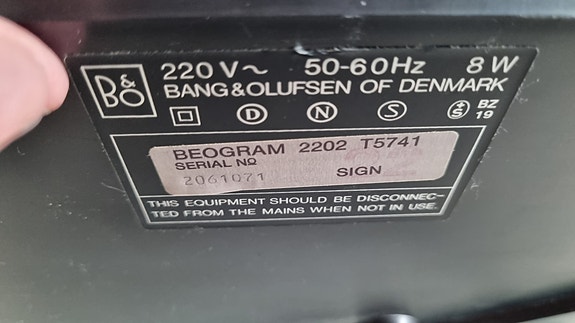 B&O
220 V~ 50-60Hz 8 W
BANG & OLUFSEN OF DENMARK
D N S S BZ 19
BEOGRAM 2202 T5741
SERIAL NO
2061071 SIGN
THIS EQUIPMENT SHOULD BE DISCONNEC-
TED FROM THE MAINS WHEN NOT IN USE.